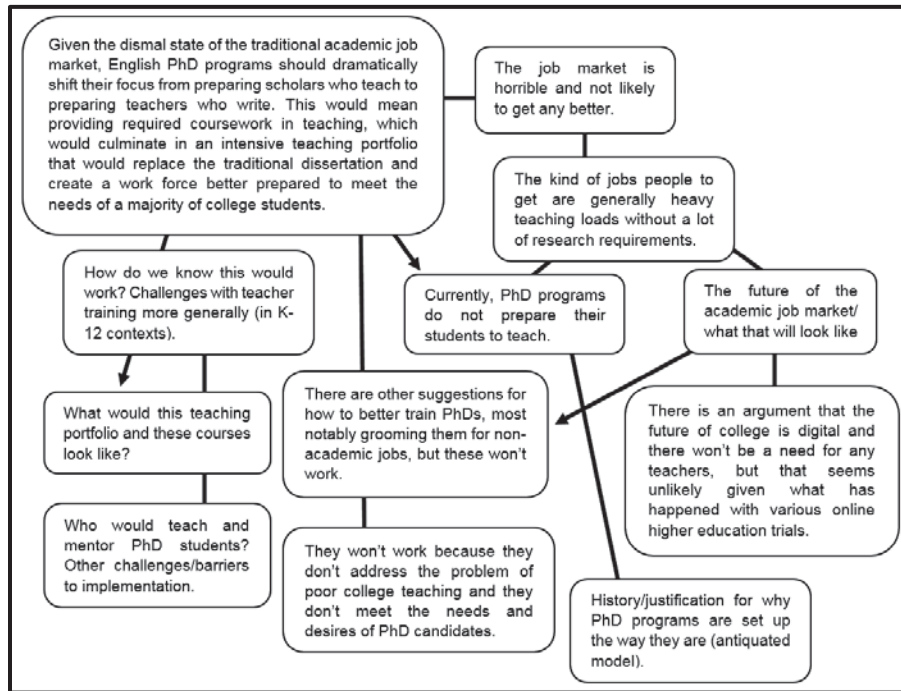 Given the dismal state of the traditional academic job
market, English PhD programs should dramatically
shift their focus from preparing scholars who teach to
preparing teachers who write. This would mean
providing required coursework in teaching, which
would culminate in an intensive teaching portfolio
that would replace the traditional dissertation and
create a work force better prepared to meet the
needs of a majority of college students.
The job market is
horrible and not likely
to get any better.
The kind of jobs people to
get are generally heavy
teaching loads without a lot
of research requirements.
How do we know this would
work? Challenges with teacher
training more generally (in K-
12 contexts).
Currently, PhD programs
do not prepare their
students to teach.
The future of the
academic job market/
what that will look like
What would this teaching
portfolio and these courses
look like?
There are other suggestions for
how to better train PhDs, most
notably grooming them for non-
academic jobs, but these won't
work.
There is an argument that the
future of college is digital and
there won't be a need for any
teachers, but that seems
unlikely given what has
happened with various online
higher education trials.
Who would teach and
mentor PhD students?
Other challenges/barriers
to implementation.
They won't work because they
don't address the problem of
poor college teaching and they
don't meet the needs and
desires of PhD candidates.
History/justification for why
PhD programs are set up
the way they are (antiquated
model).